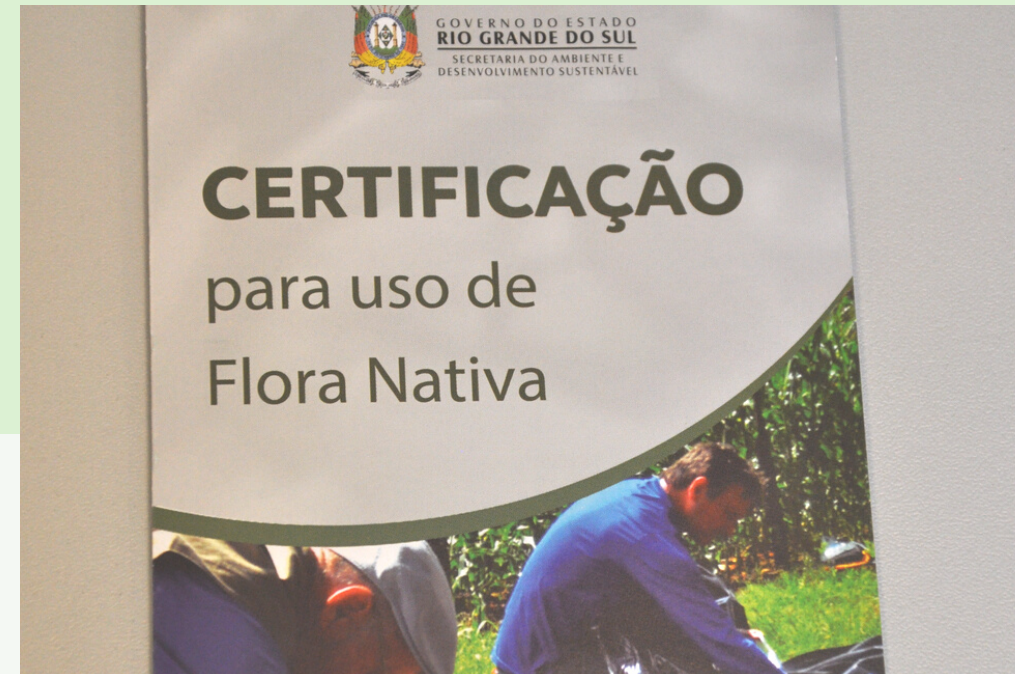 GOVERNO DO ESTADO
RIO GRANDE DO SUL
SECRETARIA DO AMBIENTE E
DESENVOLVIMENTO SUSTENTÁVEL
CERTIFICAÇÃO
para uso de
Flora Nativa